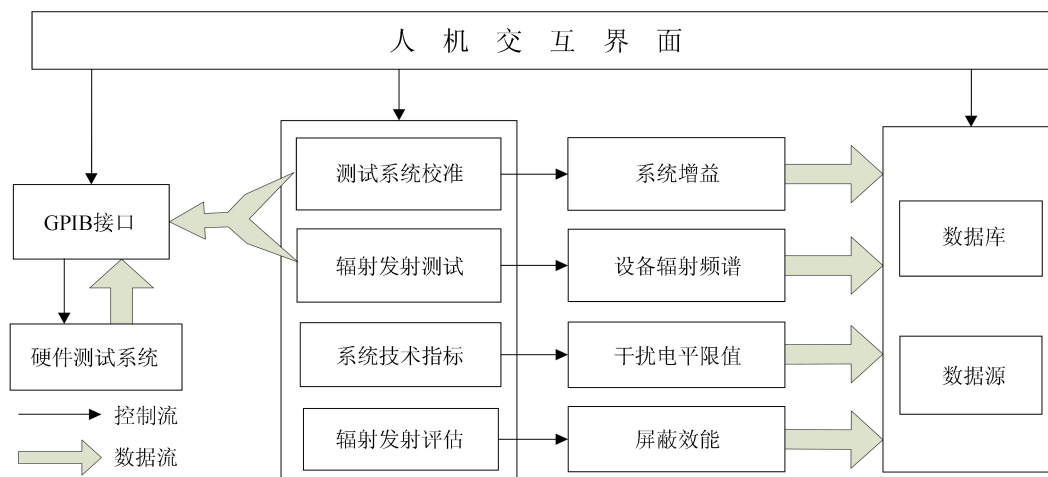 人 机 交 互 界 面
测试系统校准
系统增益
GPIB接口
数据库
辐射发射测试
设备辐射频谱
硬件测试系统
系统技术指标
干扰电平限值
数据源
控制流
辐射发射评估
屏蔽效能
数据流